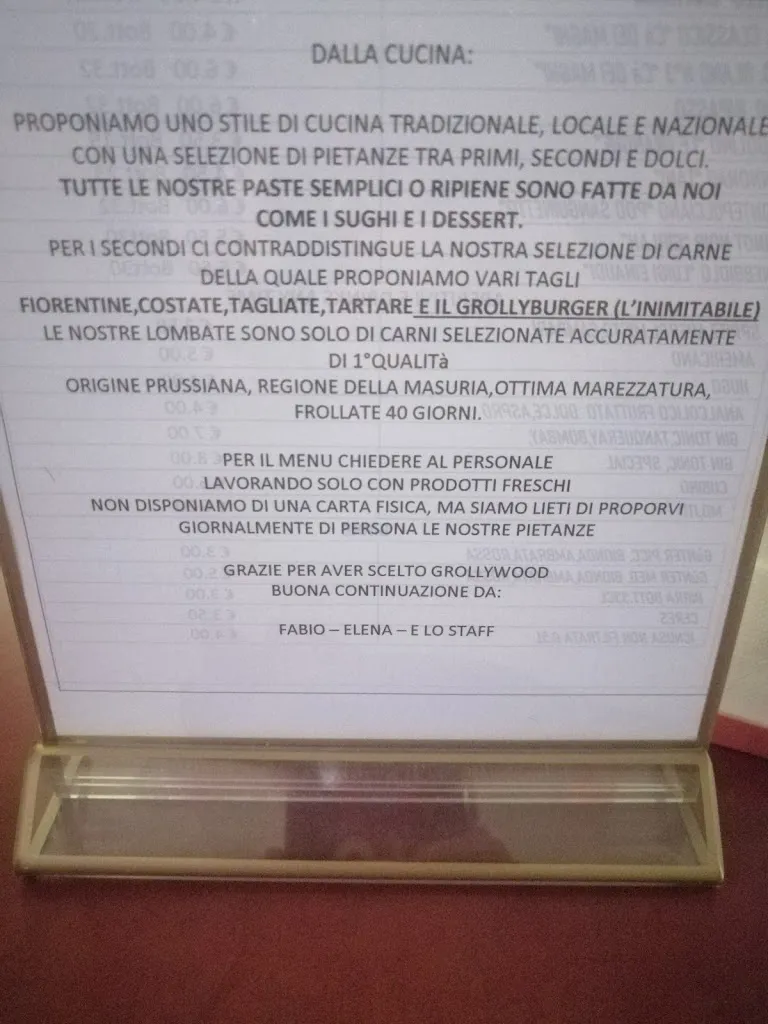 DALLA CUCINA:
PROPONIAMO UNO STILE DI CUCINA TRADIZIONALE, LOCALE E NAZIONALE
CON UNA SELEZIONE DI PIETANZE TRA PRIMI, SECONDI E DOLCI.
TUTTE LE NOSTRE PASTE SEMPLICI O RIPIENE SONO FATTE DA NOI
COME I SUGHI E I DESSERT.
PER I SECONDI CI CONTRADDISTINGUE LA NOSTRA SELEZIONE DI CARNE
DELLA QUALE PROPONIAMO VARI TAGLI
FIORENTINE,COSTATE,TAGLIATE,TARTARE E IL GROLLYBURGER (L'INIMITABILE)
LE NOSTRE LOMBATE SONO SOLO DI CARNI SELEZIONATE ACCURATAMENTE
DI 1°QUALITà
ORIGINE PRUSSIANA, REGIONE DELLA MASURIA,OTTIMA MAREZZATURA,
FROLLATE 40 GIORNI.
PER IL MENU CHIEDERE AL PERSONALE
LAVORANDO SOLO CON PRODOTTI FRESCHI
NON DISPONIAMO DI UNA CARTA FISICA, MA SIAMO LIETI DI PROPORVI
GIORNALMENTE DI PERSONA LE NOSTRE PIETANZE
GRAZIE PER AVER SCELTO GROLLYWOOD
BUONA CONTINUAZIONE DA:
FABIO – ELENA – E LO STAFF